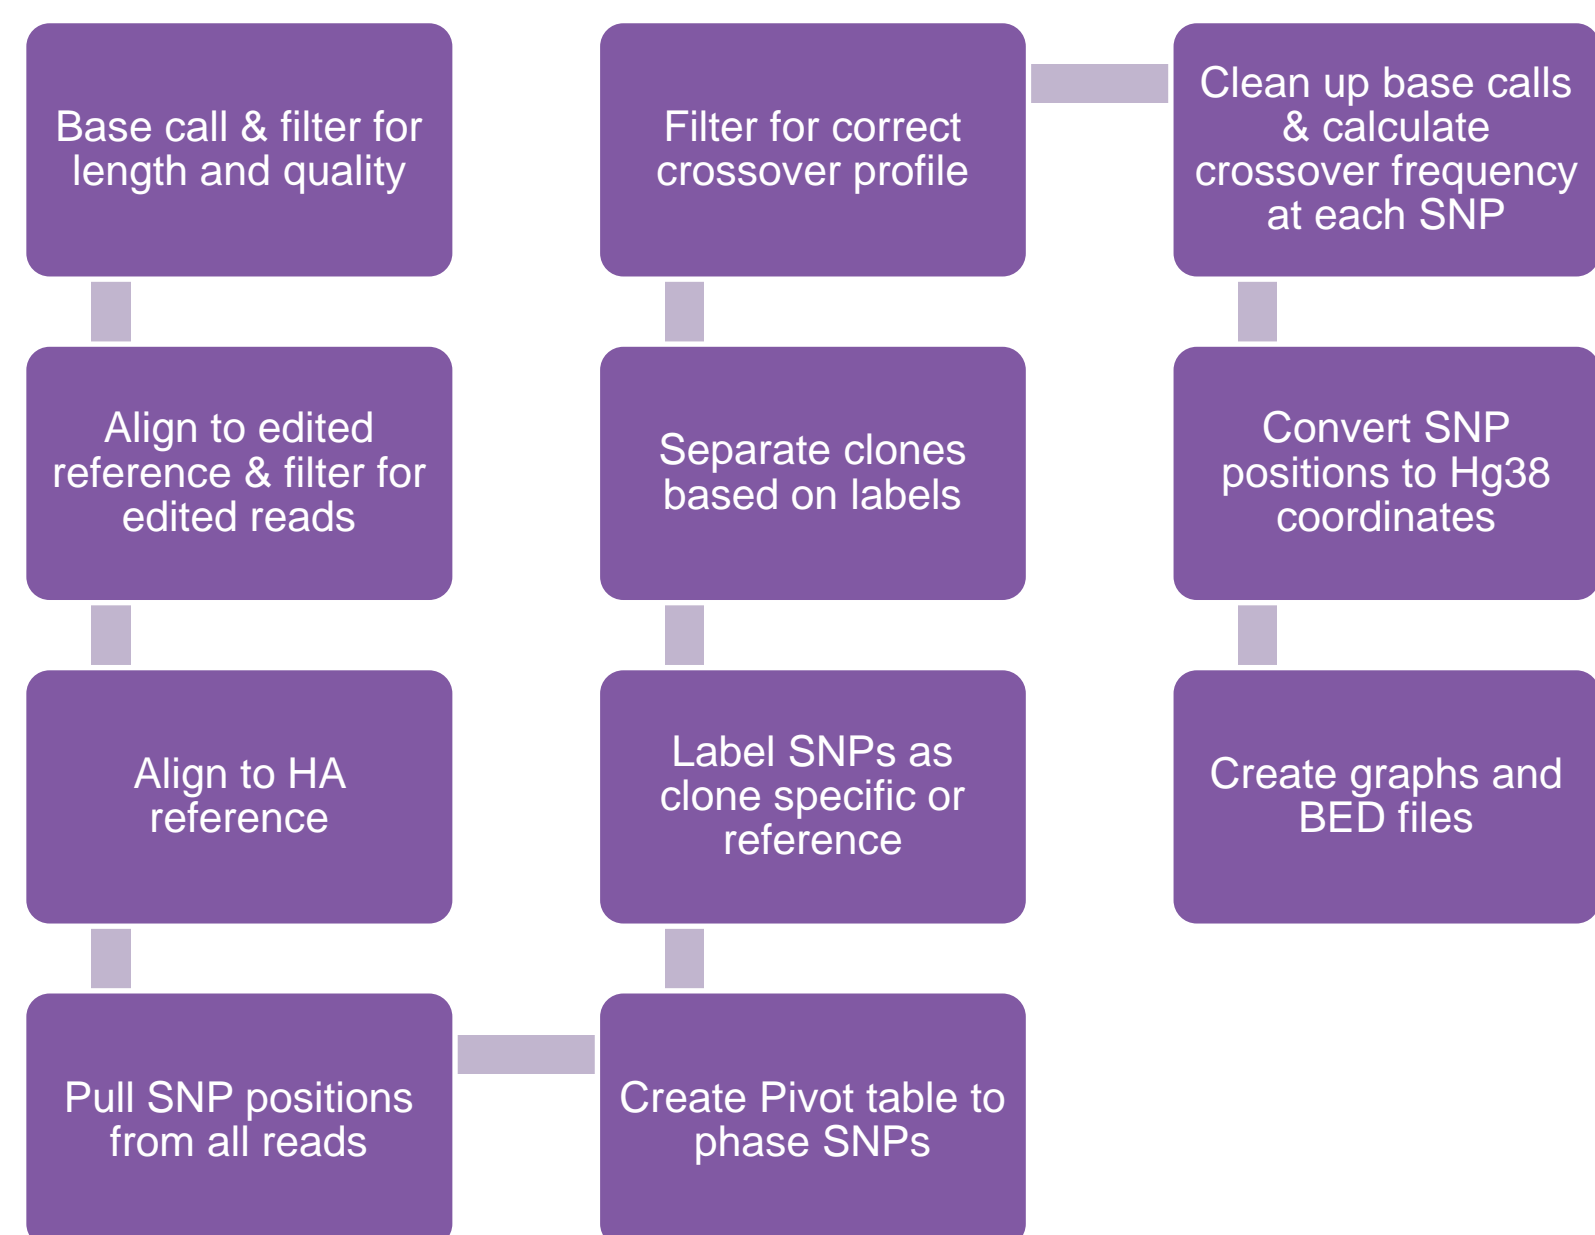 Base call & filter for
length and quality
Align to edited
reference & filter for
edited reads
Align to HA
reference
Pull SNP positions
from all reads
Create Pivot table to
phase SNPs
Label SNPs as
clone specific or
reference
Separate clones
based on labels
Filter for correct
crossover profile
Clean up base calls
& calculate
crossover frequency
at each SNP
Convert SNP
positions to Hg38
coordinates
Create graphs and
BED files